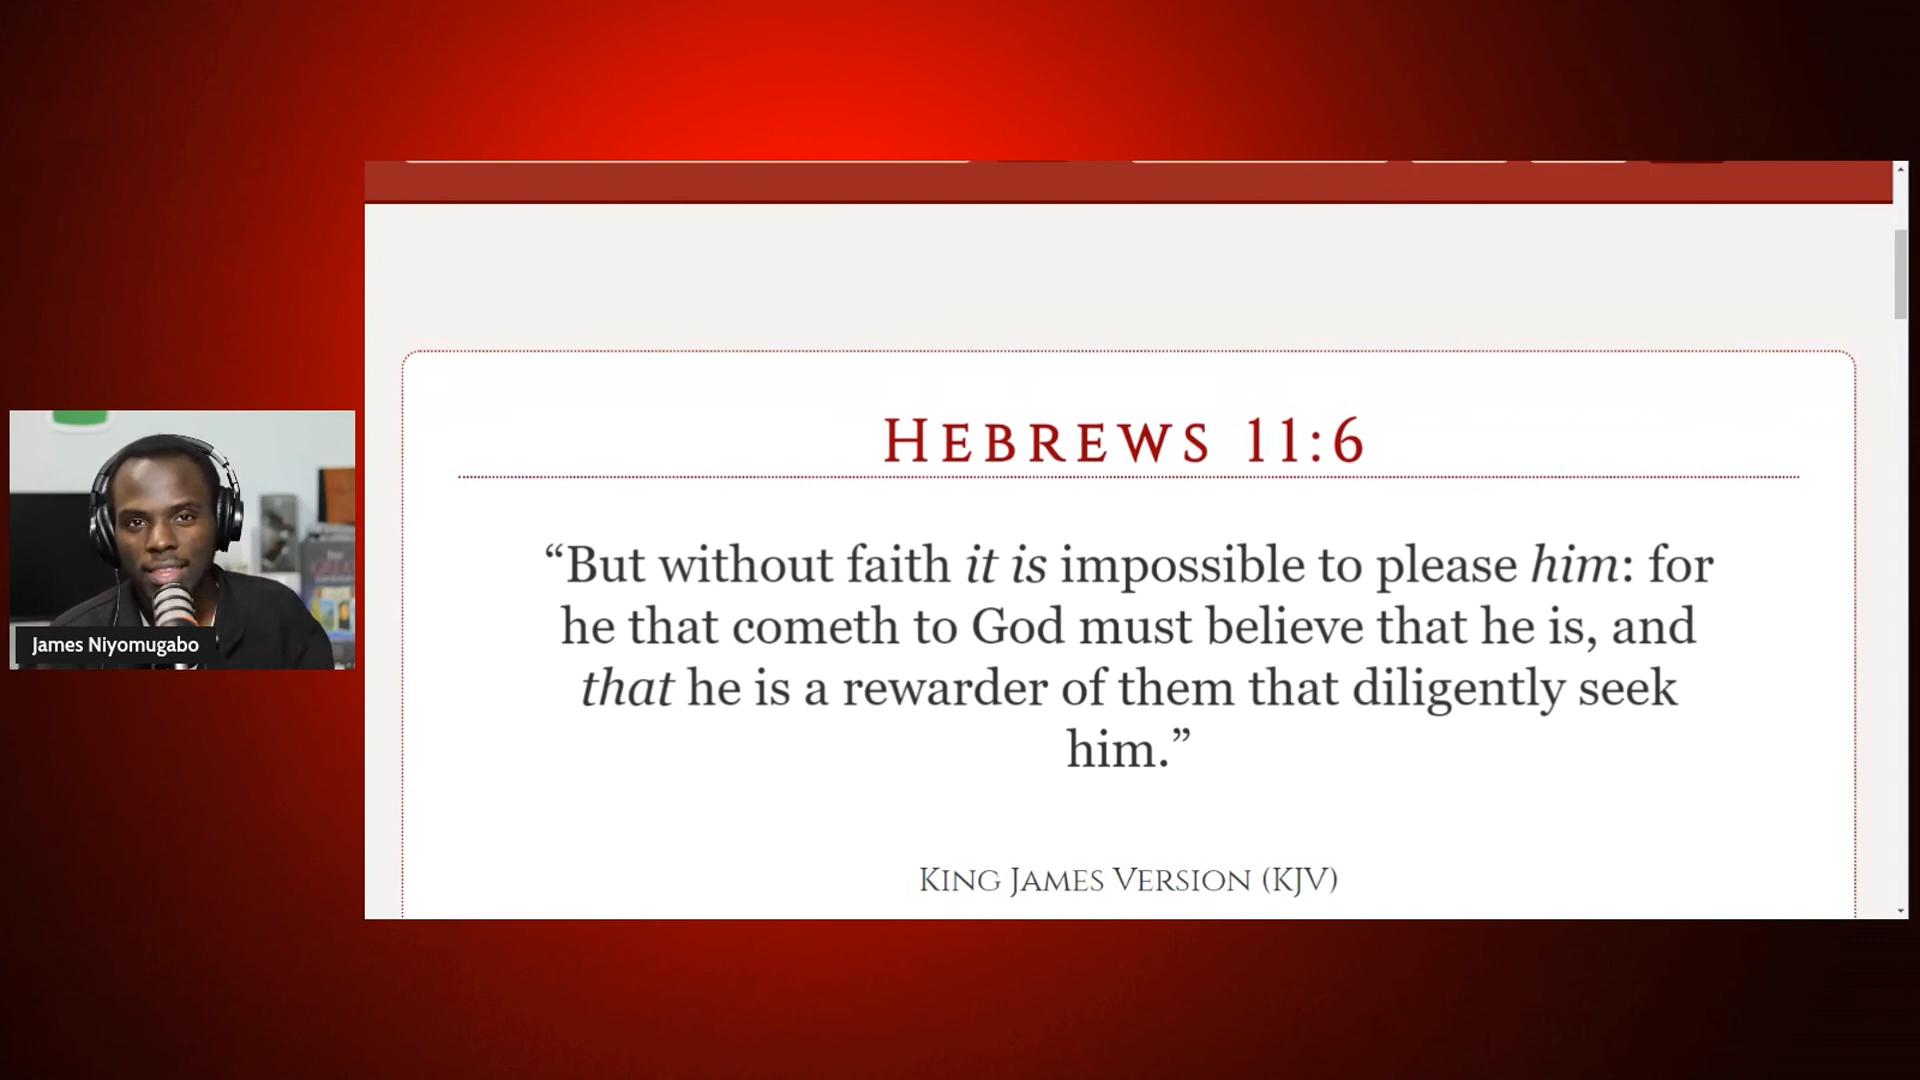 James Niyomugabo
HEBREWS 11:6
“But without faith it is impossible to please him: for
he that cometh to God must believe that he is, and
that he is a rewarder of them that diligently seek
him.”
KING JAMES VERSION (KJV)